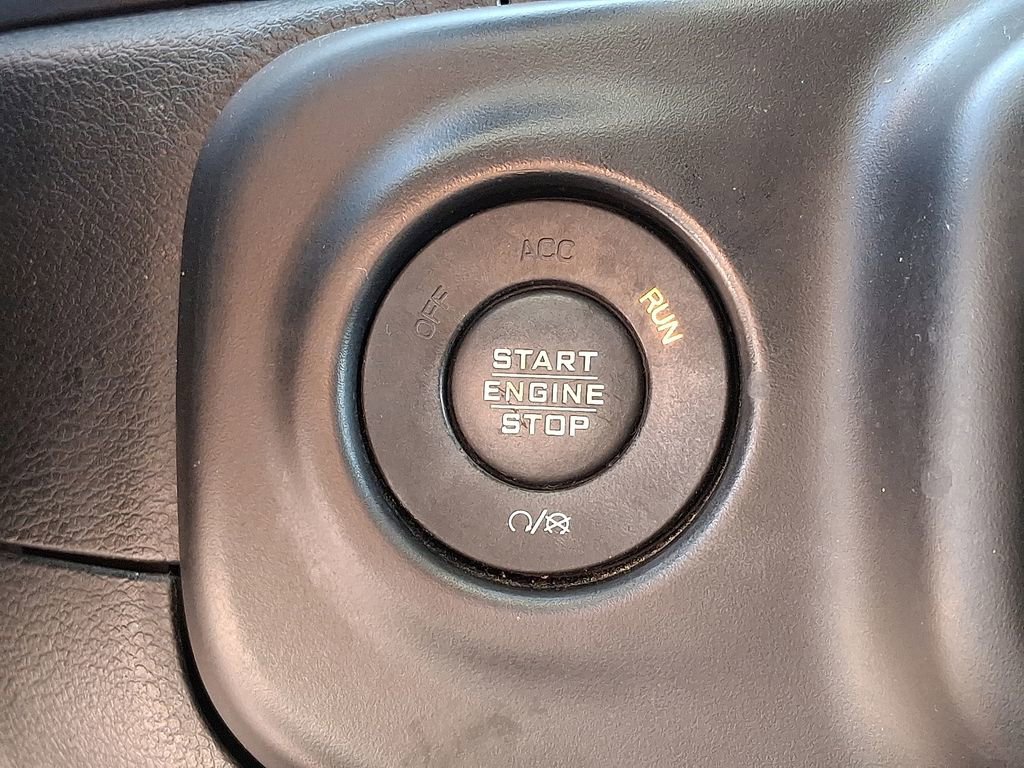 ACC
OFF
RUN
START
ENGINE
STOP